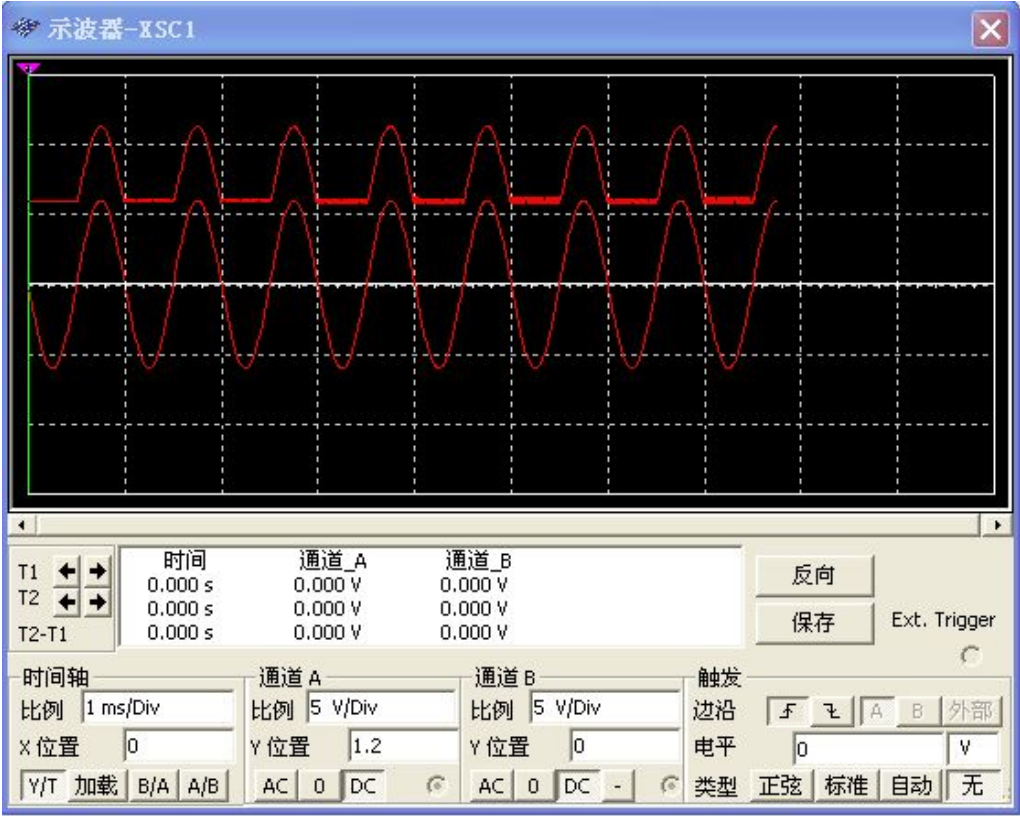 示波器-XSC1
时间 通道_A 通道_B
T1 0.000 s 0.000 V 0.000 V
T2 0.000 s 0.000 V 0.000 V
T2-T1 0.000 s 0.000 V 0.000 V
反向
保存
Ext. Trigger
时间轴
比例 1 ms/Div
X 位置 0
Y/T 加载 B/A A/B
通道 A
比例 5 V/Div
Y 位置 1.2
AC 0 DC
通道 B
比例 5 V/Div
Y 位置 0
AC 0 DC -
触发
边沿 A B 外部
电平 0 V
类型 正弦 标准 自动 无